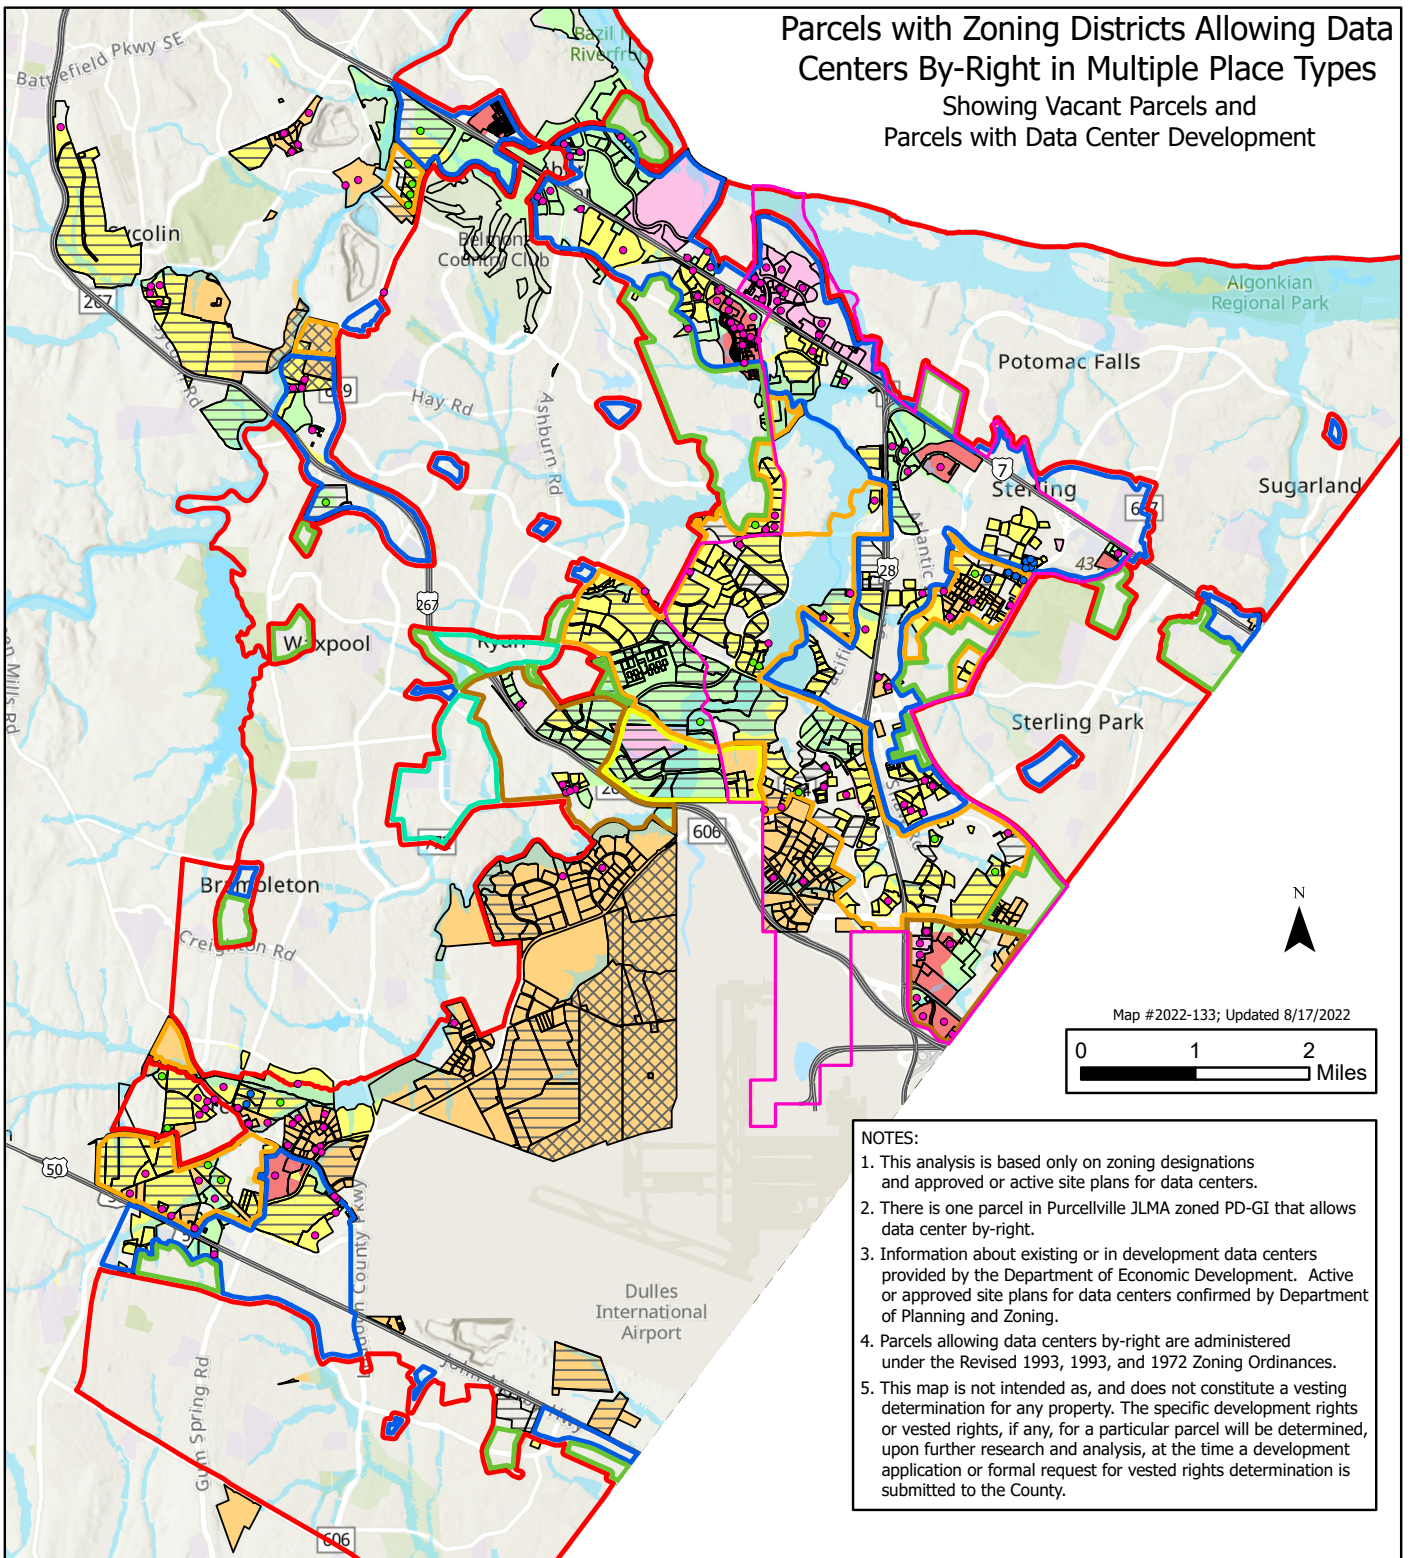 Parcels with Zoning Districts Allowing Data
Centers By-Right in Multiple Place Types
Showing Vacant Parcels and
Parcels with Data Center Development
Battlefield Pkwy SE
Riverfront
Belmont
Country Club
267
Hay Rd
Ashburn Rd
Algonkian
Regional Park
Potomac Falls
7
Sterling
Sugarland
Atlantic
28
267
Waxpool
Ryan
Sterling Park
606
Brambleton
Creighton Rd
50
Dulles
International
Airport
Gum Spring Rd
606
N
Map #2022-133; Updated 8/17/2022
0 1 2
Miles
NOTES:
1. This analysis is based only on zoning designations
and approved or active site plans for data centers.
2. There is one parcel in Purcellville JLMA zoned PD-GI that allows
data center by-right.
3. Information about existing or in development data centers
provided by the Department of Economic Development. Active
or approved site plans for data centers confirmed by Department
of Planning and Zoning.
4. Parcels allowing data centers by-right are administered
under the Revised 1993, 1993, and 1972 Zoning Ordinances.
5. This map is not intended as, and does not constitute a vesting
determination for any property. The specific development rights
or vested rights, if any, for a particular parcel will be determined,
upon further research and analysis, at the time a development
application or formal request for vested rights determination is
submitted to the County.